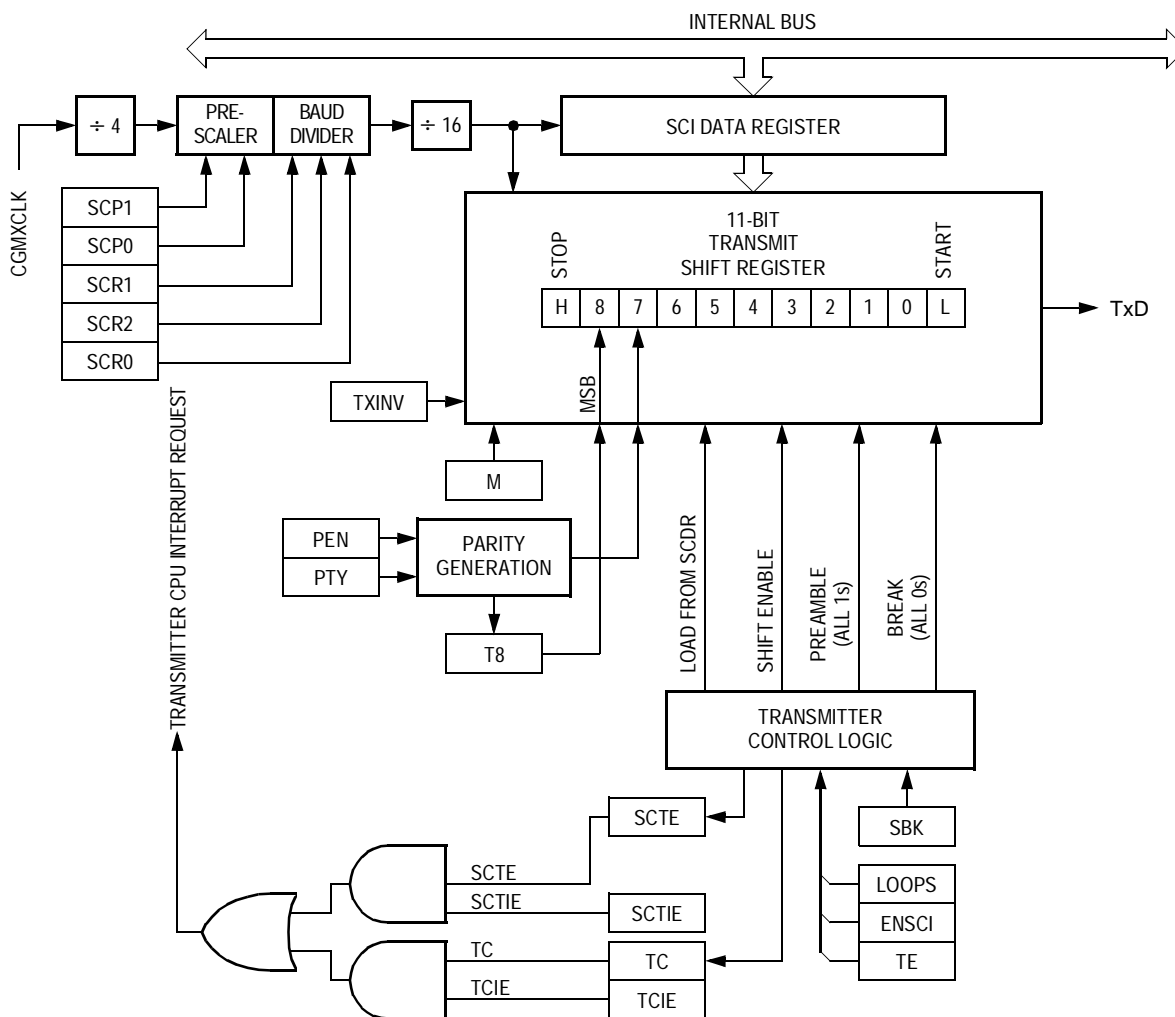 INTERNAL BUS
÷ 4
PRE-
SCALER
BAUD
DIVIDER
÷ 16
SCI DATA REGISTER
CGMXCLK
SCP1
SCP0
SCR1
SCR2
SCR0
11-BIT
TRANSMIT
SHIFT REGISTER
STOP
START
H 8 7 6 5 4 3 2 1 0 L
TxD
MSB
TXINV
M
PEN
PTY
PARITY
GENERATION
T8
TRANSMITTER CPU INTERRUPT REQUEST
LOAD FROM SCDR
SHIFT ENABLE
PREAMBLE
(ALL 1s)
BREAK
(ALL 0s)
TRANSMITTER
CONTROL LOGIC
SCTE
SBK
SCTE
SCTIE
SCTIE
LOOPS
ENSCI
TE
TC
TC
TCIE
TCIE